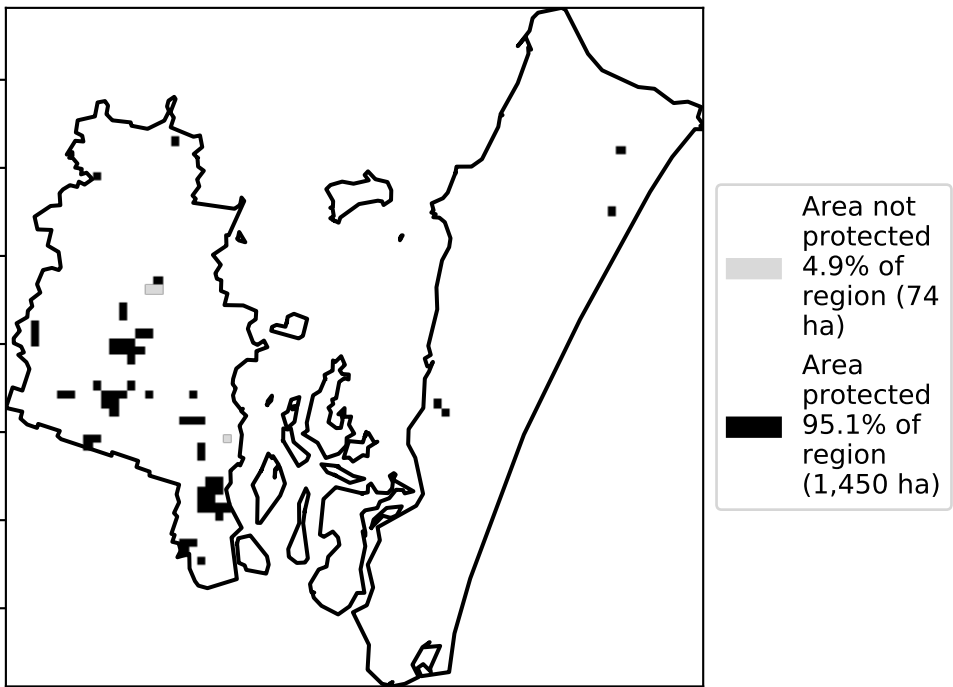 Area not
protected
4.9% of
region (74
ha)
Area
protected
95.1% of
region
(1,450 ha)